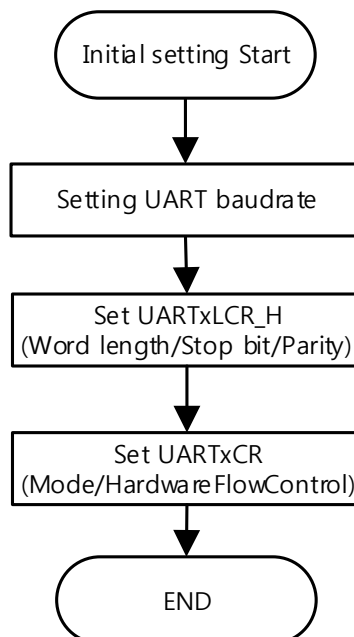 Initial setting Start
Setting UART baudrate
Set UARTxLCR_H
(Word length/Stop bit/Parity)
Set UARTxCR
(Mode/HardwareFlowControl)
END